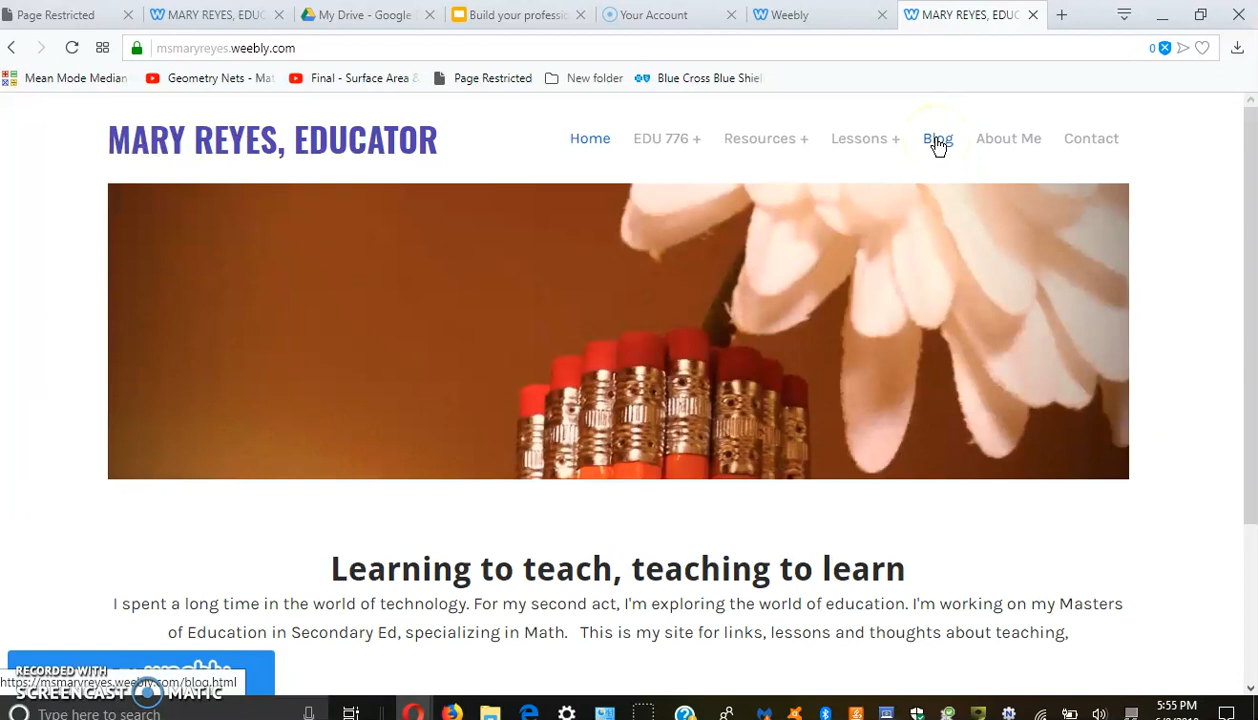 Page Restricted
MARY REYES, EDUC
My Drive - Google
Build your professic
Your Account
Weebly
MARY REYES, EDUC
msmaryreyes.weebly.com
0
Mean Mode Median
Geometry Nets - Mat
Final - Surface Area &
Page Restricted
New folder
Blue Cross Blue Shiel
MARY REYES, EDUCATOR
Home
EDU 776 +
Resources +
Lessons +
Blog
About Me
Contact
Learning to teach, teaching to learn
I spent a long time in the world of technology. For my second act, I'm exploring the world of education. I'm working on my Masters
of Education in Secondary Ed, specializing in Math. This is my site for links, lessons and thoughts about teaching,
RECORDED WITH
https://msmaryreyes.weebly.com/blog.html
SCREENCAST MATIC
Type here to search
5:55 PM